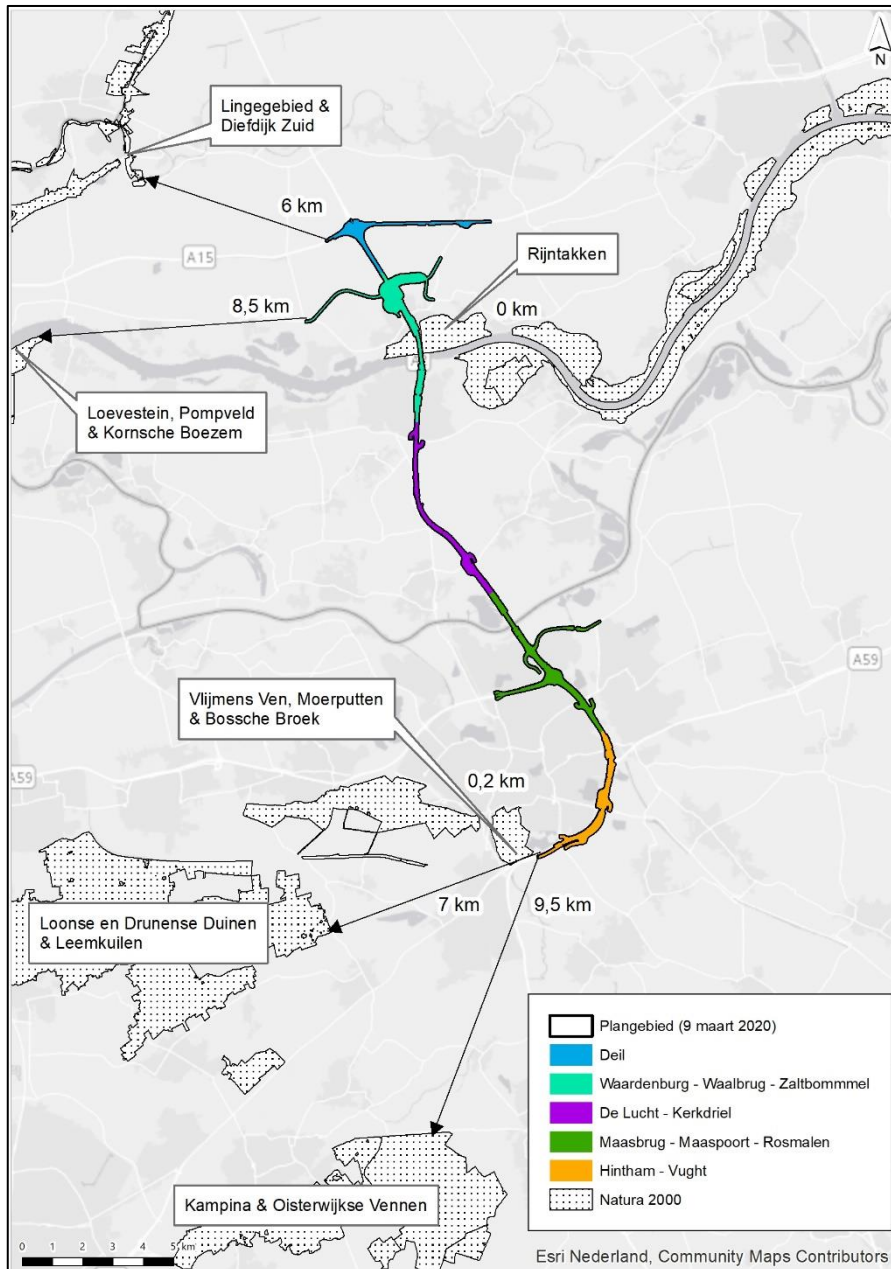 N
Lingegebied &
Diefdijk Zuid
6 km
A15
Rijntakken
8,5 km
0 km
Loevestein, Pompveld
& Kornsche Boezem
A59
Vlijmens Ven, Moerputten
& Bossche Broek
A59
0,2 km
7 km
9,5 km
Loonse en Drunense Duinen
& Leemkuilen
Kampina & Oisterwijkse Vennen
Plangebied (9 maart 2020)
Deil
Waardenburg - Waalbrug - Zaltbommmel
De Lucht - Kerkdriel
Maasbrug - Maaspoort - Rosmalen
Hintham - Vught
Natura 2000
0 1 2 3 4 5 km
Esri Nederland, Community Maps Contributors